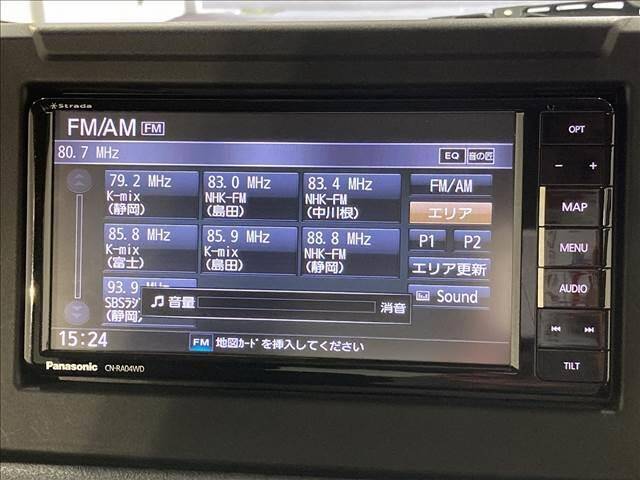 Strada
FM/AM FM
80.7 MHz EQ 音の匠
79.2 MHz
K-mix
(静岡)
83.0 MHz
NHK-FM
(島田)
83.4 MHz
NHK-FM
(中川根)
FM/AM
エリア
85.8 MHz
K-mix
(富士)
85.9 MHz
K-mix
(島田)
88.8 MHz
NHK-FM
(静岡)
P1 P2
エリア更新
93.9
SBSラジ
(静岡
音量 消音
Sound
15:24 FM 地図ｶｰﾄﾞを挿入してください
Panasonic CN-RA04WD
OPT
− +
MAP
MENU
AUDIO
TILT